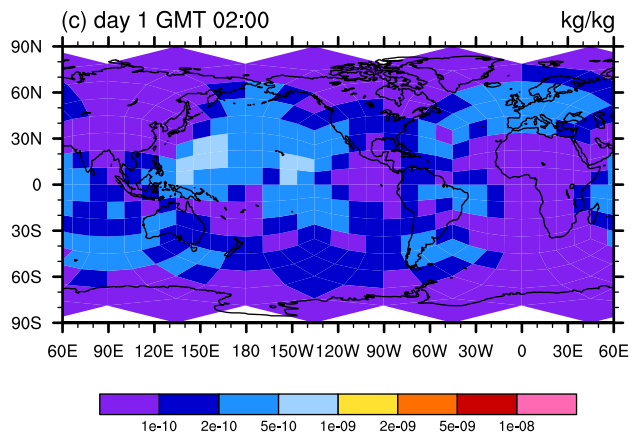 (c) day 1 GMT 02:00 kg/kg
90N
60N
30N
0
30S
60S
90S
60E 90E 120E 150E 180 150W 120W 90W 60W 30W 0 30E 60E
1e-10 2e-10 5e-10 1e-09 2e-09 5e-09 1e-08